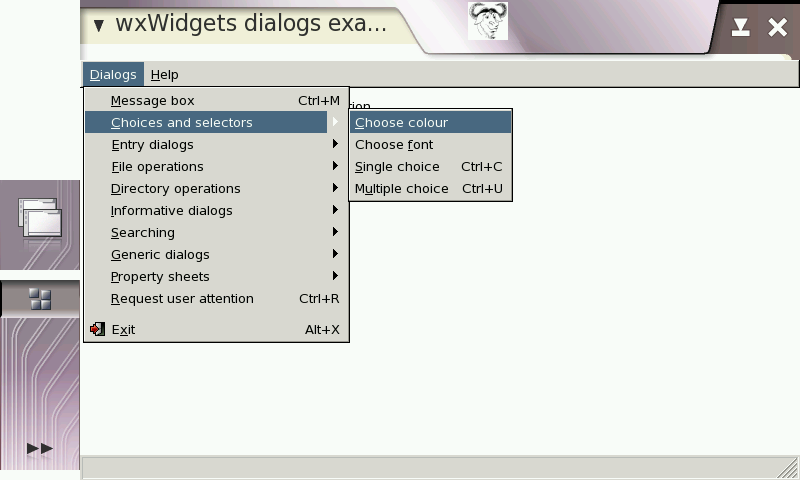 wxWidgets dialogs exa...
Dialogs Help
Message box Ctrl+M
Choices and selectors
Entry dialogs
File operations
Directory operations
Informative dialogs
Searching
Generic dialogs
Property sheets
Request user attention Ctrl+R
Exit Alt+X
Choose colour
Choose font
Single choice Ctrl+C
Multiple choice Ctrl+U